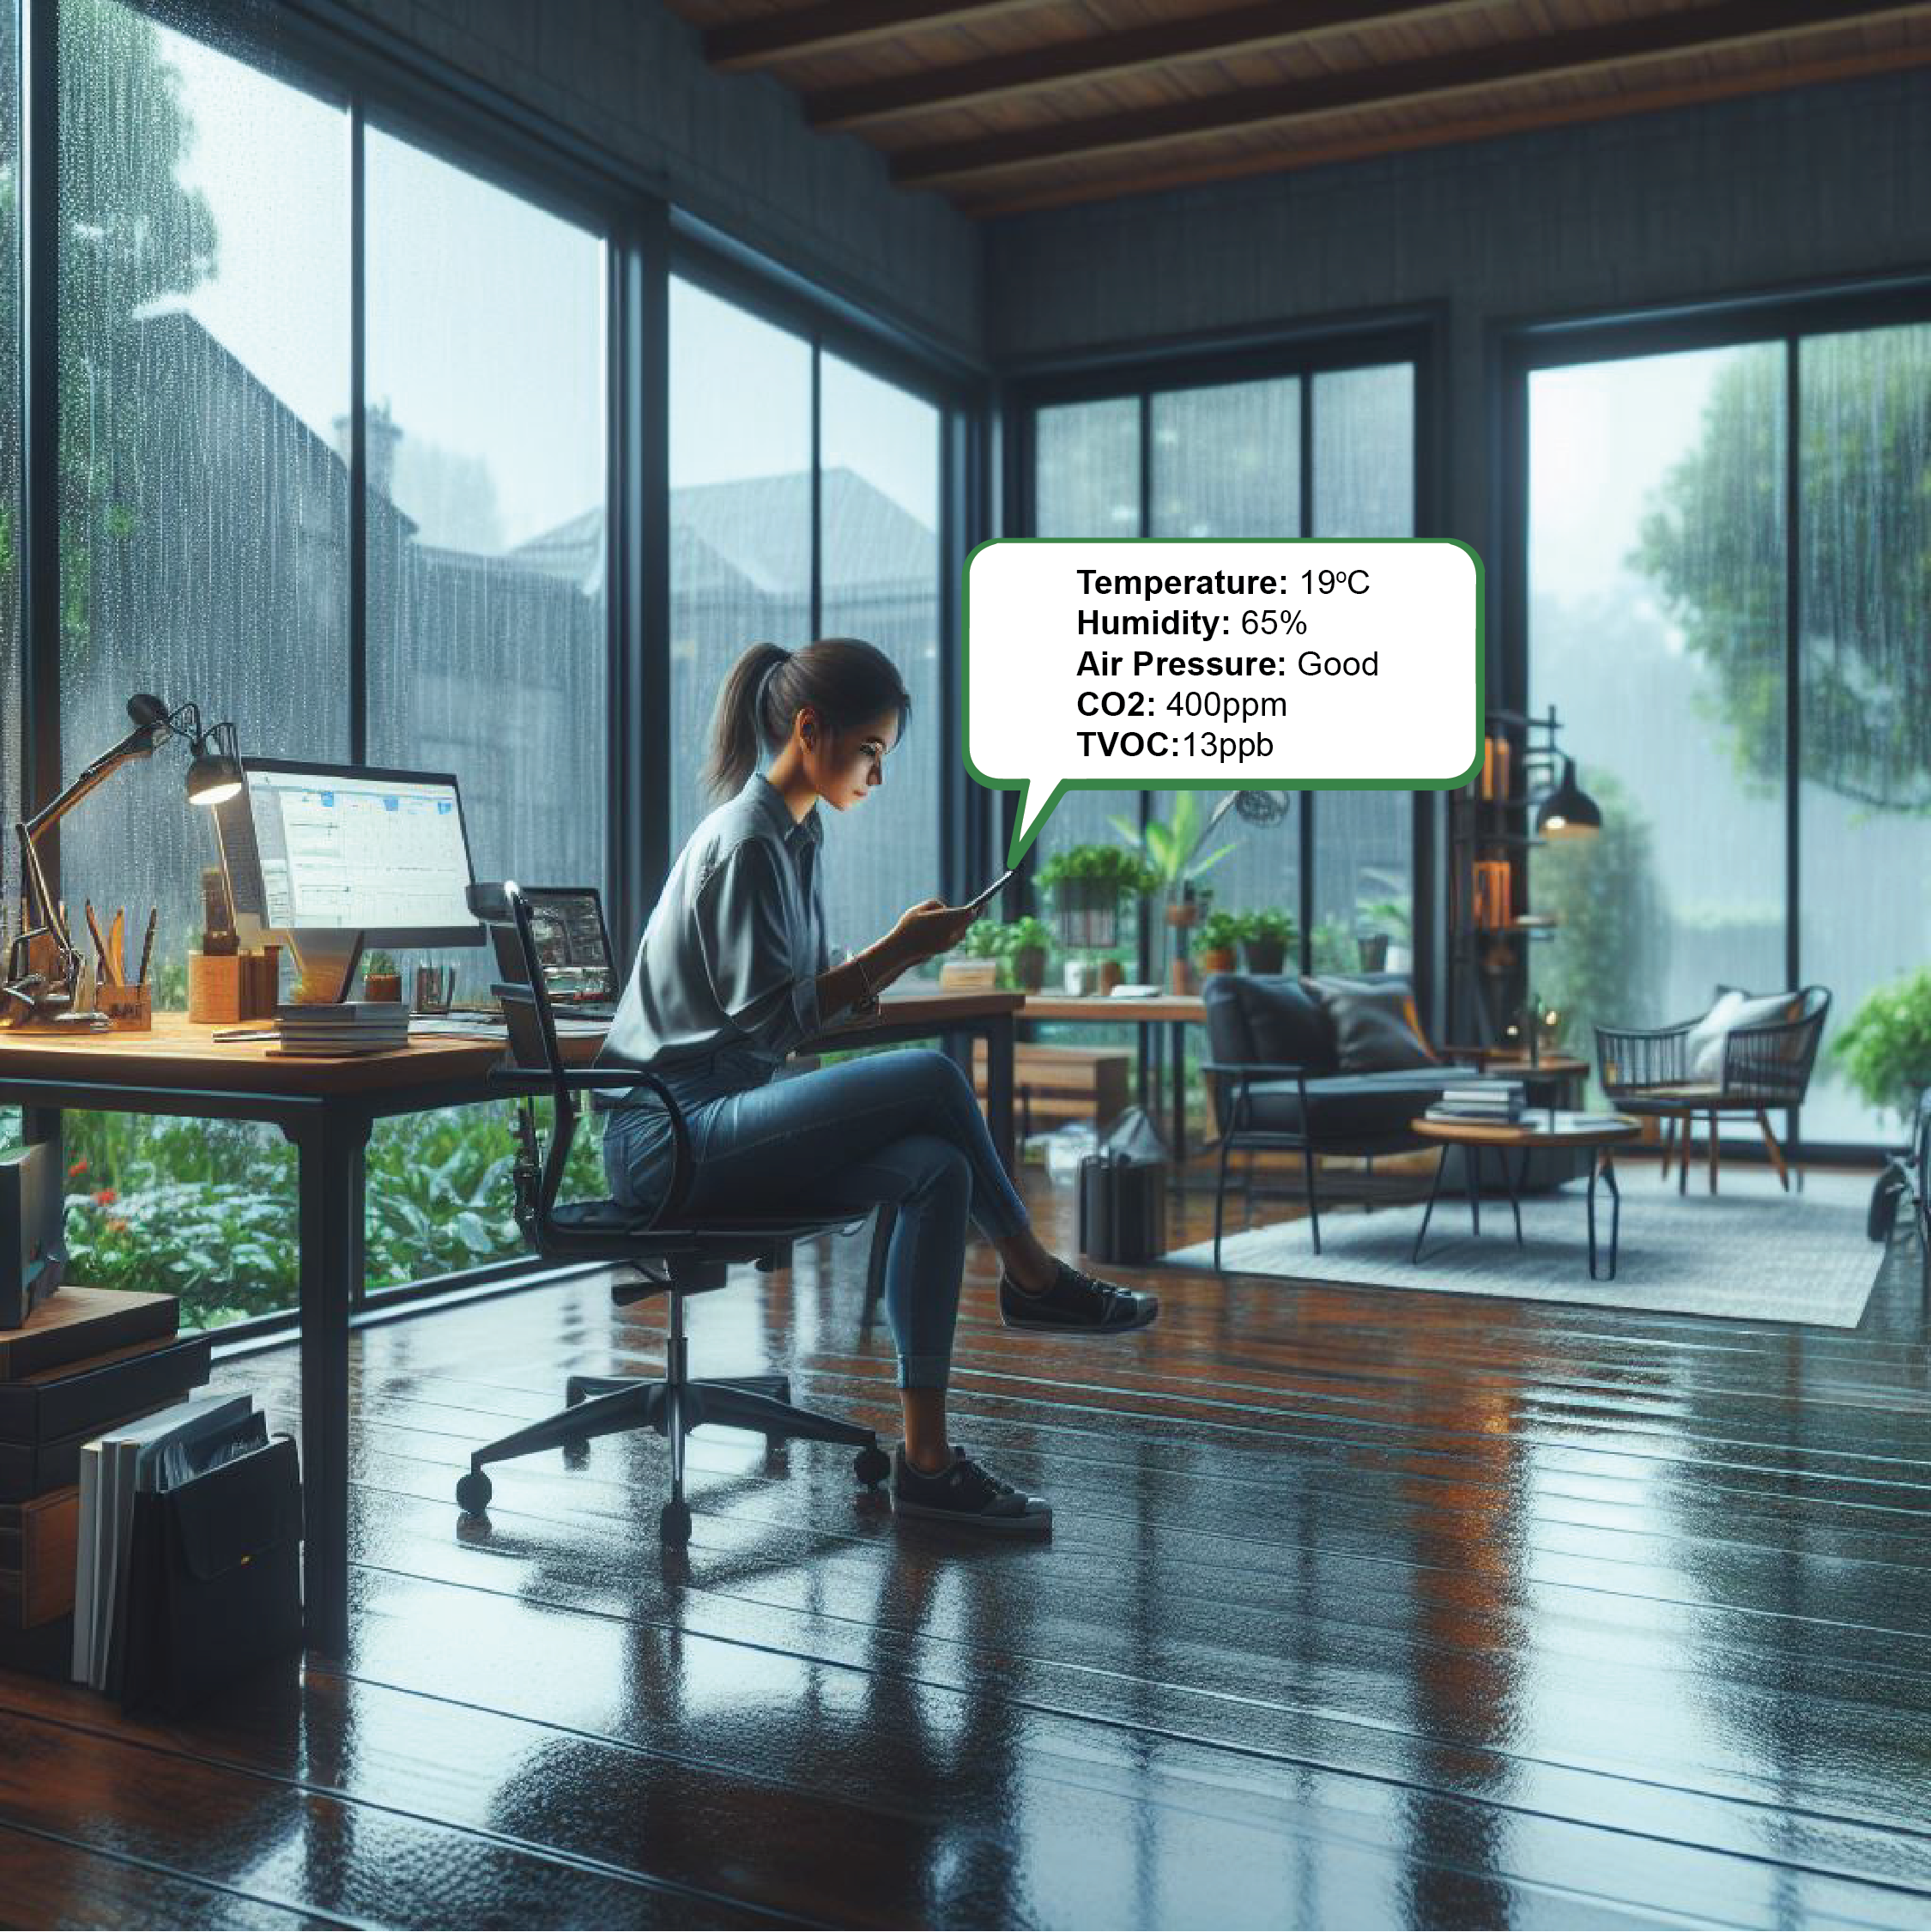 Temperature: 19ºC
Humidity: 65%
Air Pressure: Good
CO2: 400ppm
TVOC:13ppb